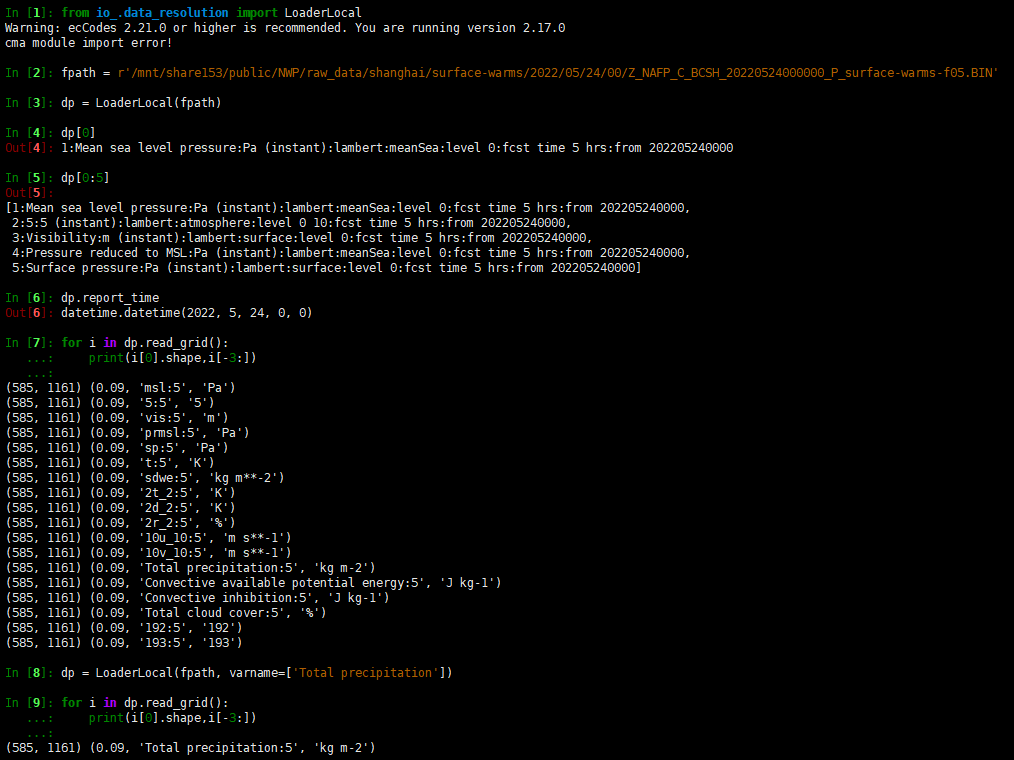 In [1]: from io_.data_resolution import LoaderLocal
Warning: ecCodes 2.21.0 or higher is recommended. You are running version 2.17.0
cma module import error!
In [2]: fpath = r'/mnt/share153/public/NWP/raw_data/shanghai/surface-warms/2022/05/24/00/Z_NAFP_C_BCSH_20220524000000_P_surface-warms-f05.BIN'
In [3]: dp = LoaderLocal(fpath)
In [4]: dp[0]
Out[4]: 1:Mean sea level pressure:Pa (instant):lambert:meanSea:level 0:fcst time 5 hrs:from 202205240000
In [5]: dp[0:5]
Out[5]:
[1:Mean sea level pressure:Pa (instant):lambert:meanSea:level 0:fcst time 5 hrs:from 202205240000,
 2:5:5 (instant):lambert:atmosphere:level 0 10:fcst time 5 hrs:from 202205240000,
 3:Visibility:m (instant):lambert:surface:level 0:fcst time 5 hrs:from 202205240000,
 4:Pressure reduced to MSL:Pa (instant):lambert:meanSea:level 0:fcst time 5 hrs:from 202205240000,
 5:Surface pressure:Pa (instant):lambert:surface:level 0:fcst time 5 hrs:from 202205240000]
In [6]: dp.report_time
Out[6]: datetime.datetime(2022, 5, 24, 0, 0)
In [7]: for i in dp.read_grid():
   ...:     print(i[0].shape,i[-3:])
   ...:
(585, 1161) (0.09, 'msl:5', 'Pa')
(585, 1161) (0.09, '5:5', '5')
(585, 1161) (0.09, 'vis:5', 'm')
(585, 1161) (0.09, 'prmsl:5', 'Pa')
(585, 1161) (0.09, 'sp:5', 'Pa')
(585, 1161) (0.09, 't:5', 'K')
(585, 1161) (0.09, 'sdwe:5', 'kg m**-2')
(585, 1161) (0.09, '2t_2:5', 'K')
(585, 1161) (0.09, '2d_2:5', 'K')
(585, 1161) (0.09, '2r_2:5', '%')
(585, 1161) (0.09, '10u_10:5', 'm s**-1')
(585, 1161) (0.09, '10v_10:5', 'm s**-1')
(585, 1161) (0.09, 'Total precipitation:5', 'kg m-2')
(585, 1161) (0.09, 'Convective available potential energy:5', 'J kg-1')
(585, 1161) (0.09, 'Convective inhibition:5', 'J kg-1')
(585, 1161) (0.09, 'Total cloud cover:5', '%')
(585, 1161) (0.09, '192:5', '192')
(585, 1161) (0.09, '193:5', '193')
In [8]: dp = LoaderLocal(fpath, varname=['Total precipitation'])
In [9]: for i in dp.read_grid():
   ...:     print(i[0].shape,i[-3:])
   ...:
(585, 1161) (0.09, 'Total precipitation:5', 'kg m-2')